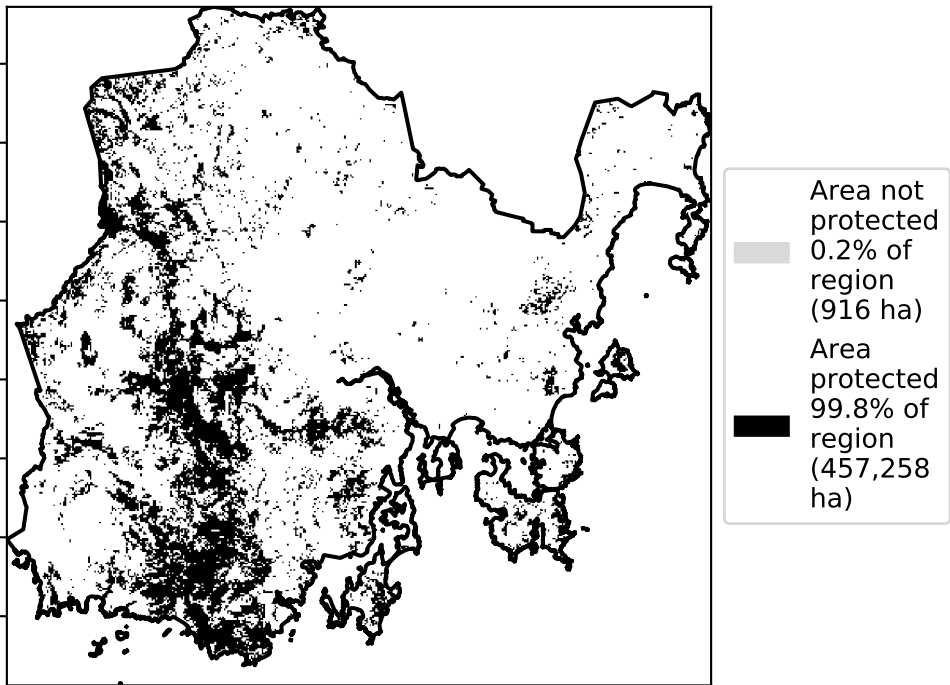 Area not
protected
0.2% of
region
(916 ha)
Area
protected
99.8% of
region
(457,258
ha)